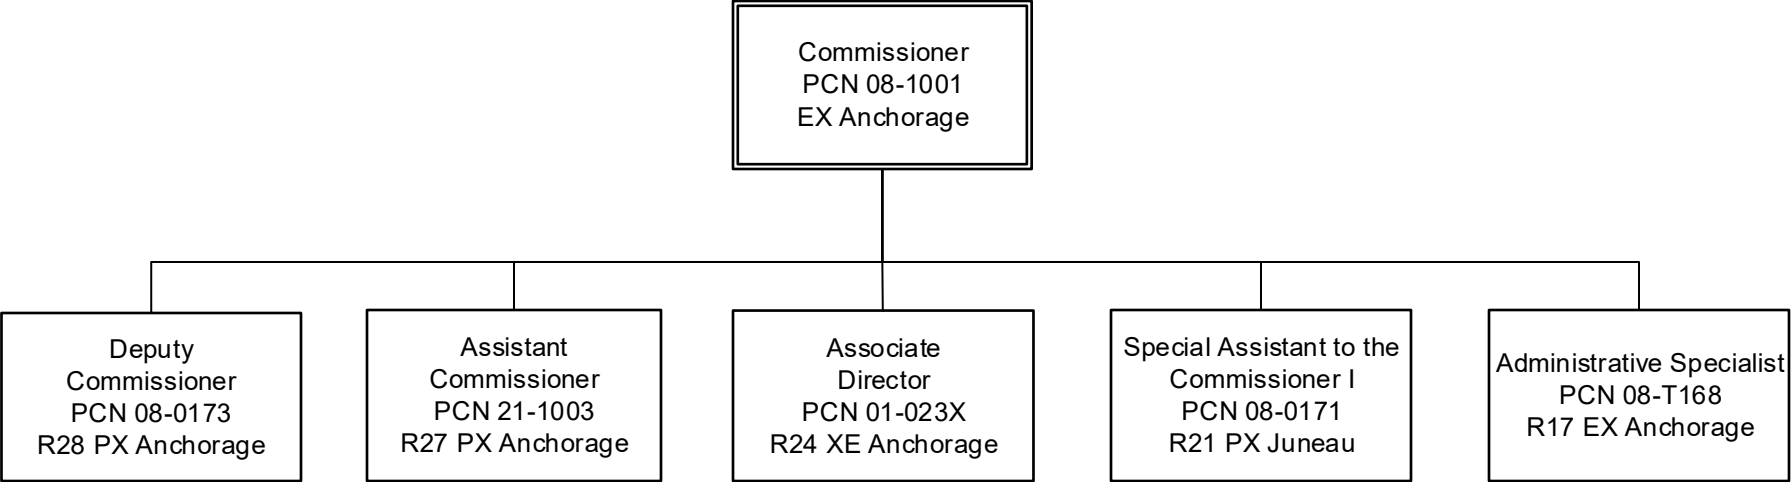 Commissioner
PCN 08-1001
EX Anchorage
Deputy
Commissioner
PCN 08-0173
R28 PX Anchorage
Assistant
Commissioner
PCN 21-1003
R27 PX Anchorage
Associate
Director
PCN 01-023X
R24 XE Anchorage
Special Assistant to the
Commissioner I
PCN 08-0171
R21 PX Juneau
Administrative Specialist
PCN 08-T168
R17 EX Anchorage